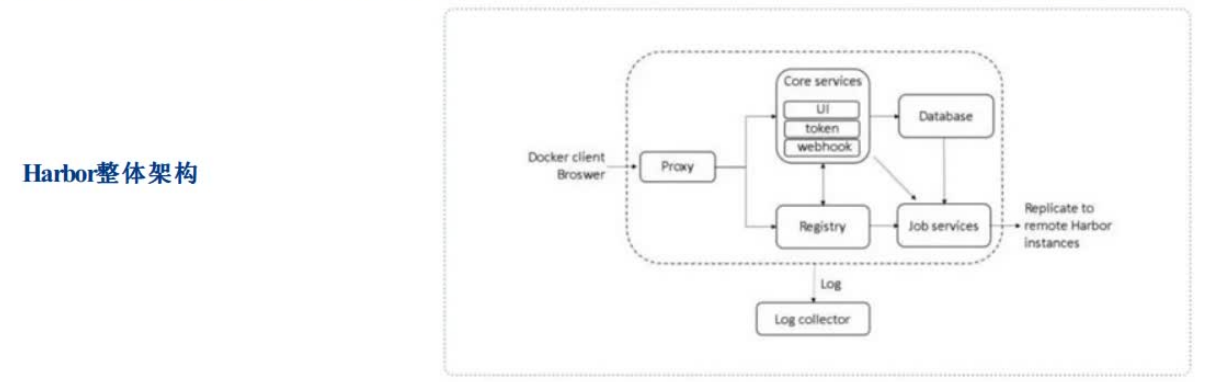 Harbor整体架构
Core services
UI
token
webhook
Database
Docker client
Broswer
Proxy
Registry
Job services
Replicate to
remote Harbor
instances
Log
Log collector